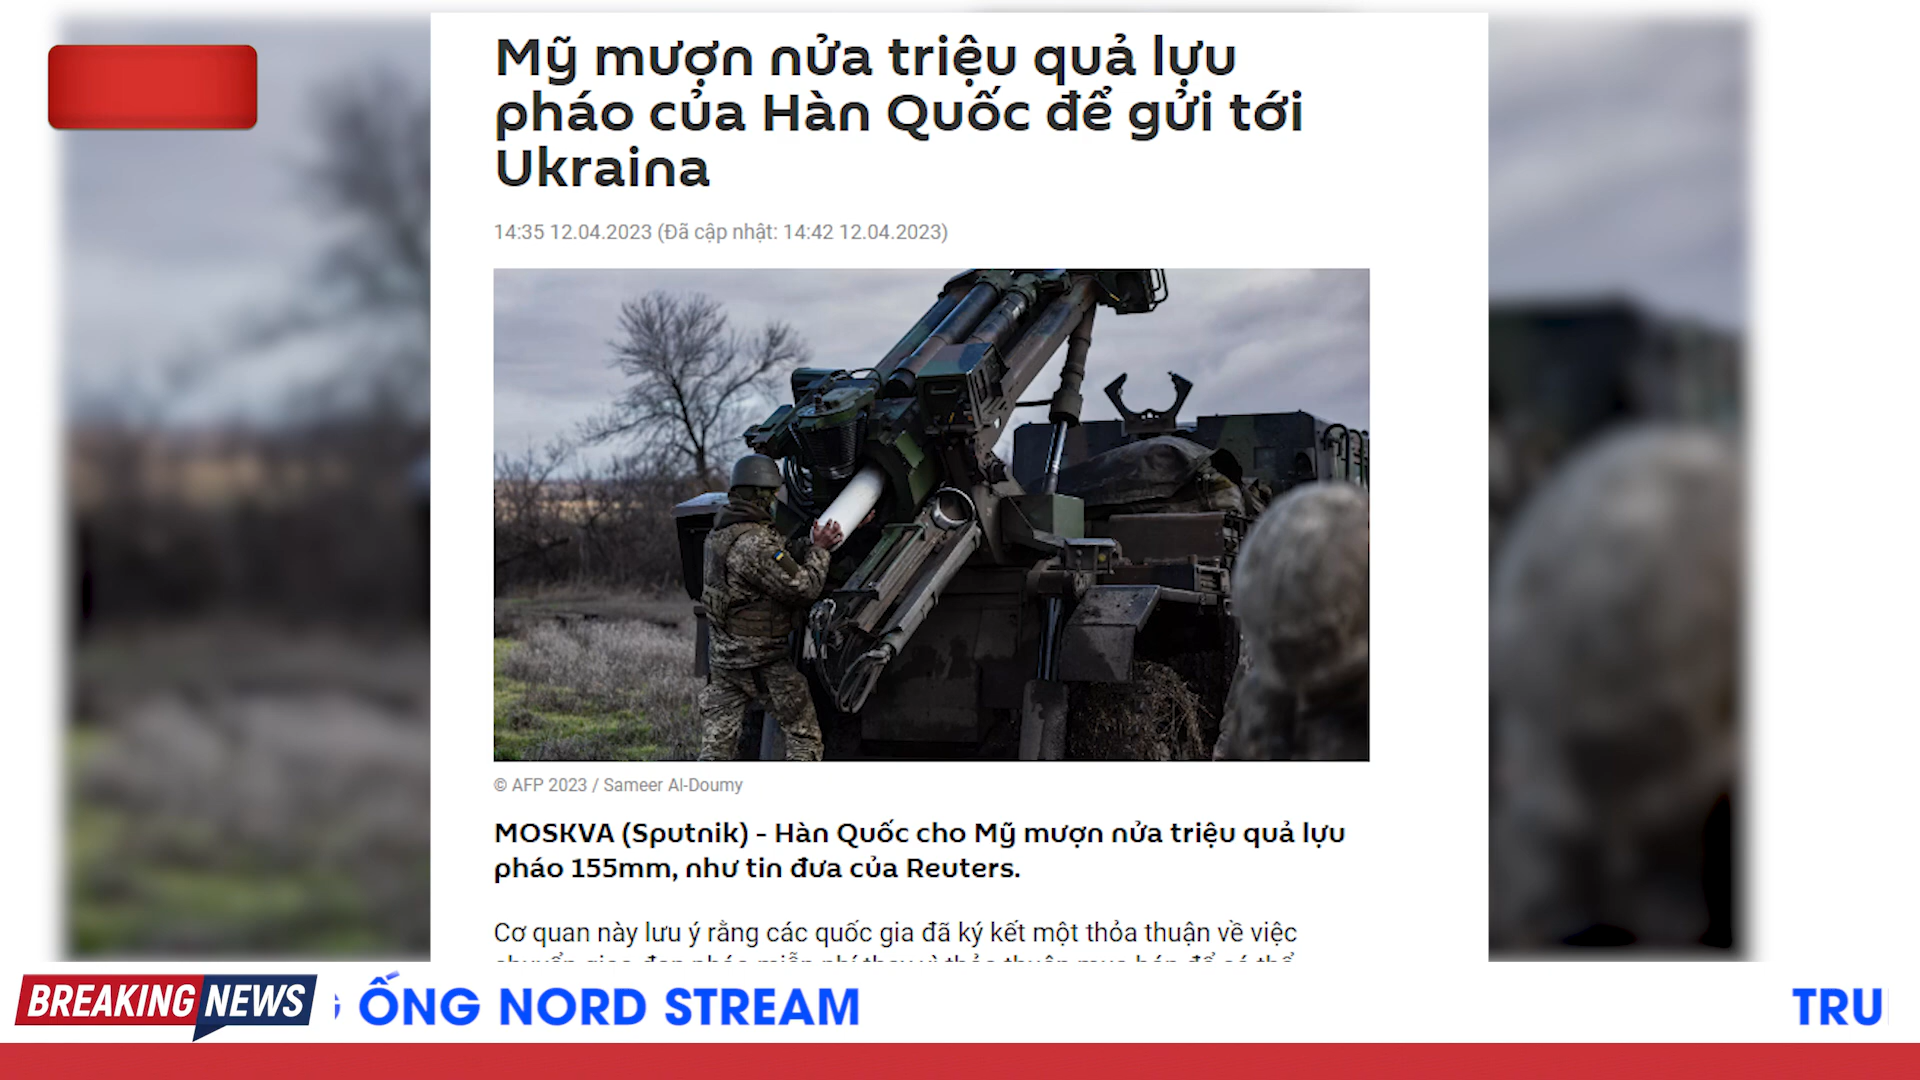 Mỹ mượn nửa triệu quả lựu
pháo của Hàn Quốc để gửi tới
Ukraina
14:35 12.04.2023 (Đã cập nhật: 14:42 12.04.2023)
© AFP 2023 / Sameer Al-Doumy
MOSKVA (Sputnik) - Hàn Quốc cho Mỹ mượn nửa triệu quả lựu
pháo 155mm, như tin đưa của Reuters.
Cơ quan này lưu ý rằng các quốc gia đã ký kết một thỏa thuận về việc
BREAKING NEWS
ỐNG NORD STREAM
TRU